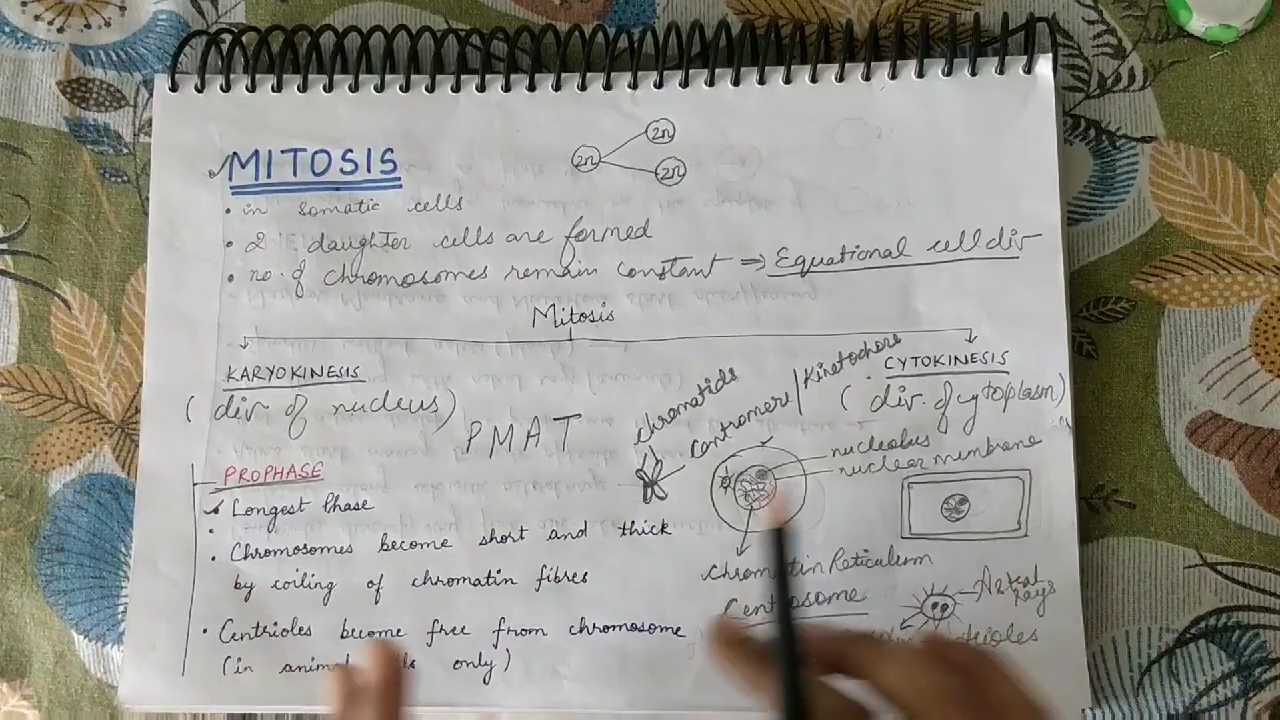 MITOSIS
2n 2n 2n
• in somatic cells
• 2 daughter cells are formed
• no. of chromosomes remain constant ⇒ Equational cell div
Mitosis
KARYOKINESIS
(div. of nucleus)
CYTOKINESIS
(div. of cytoplasm)
PMAT
chromatids
Centromere/Kinetochore
nucleolus
nuclear membrane
PROPHASE
• Longest Phase
• Chromosomes become short and thick
by coiling of chromatin fibres
Chromatin Reticulum
Centrosome
Astral
Rays
• Centrioles become free from chromosome
(in only)